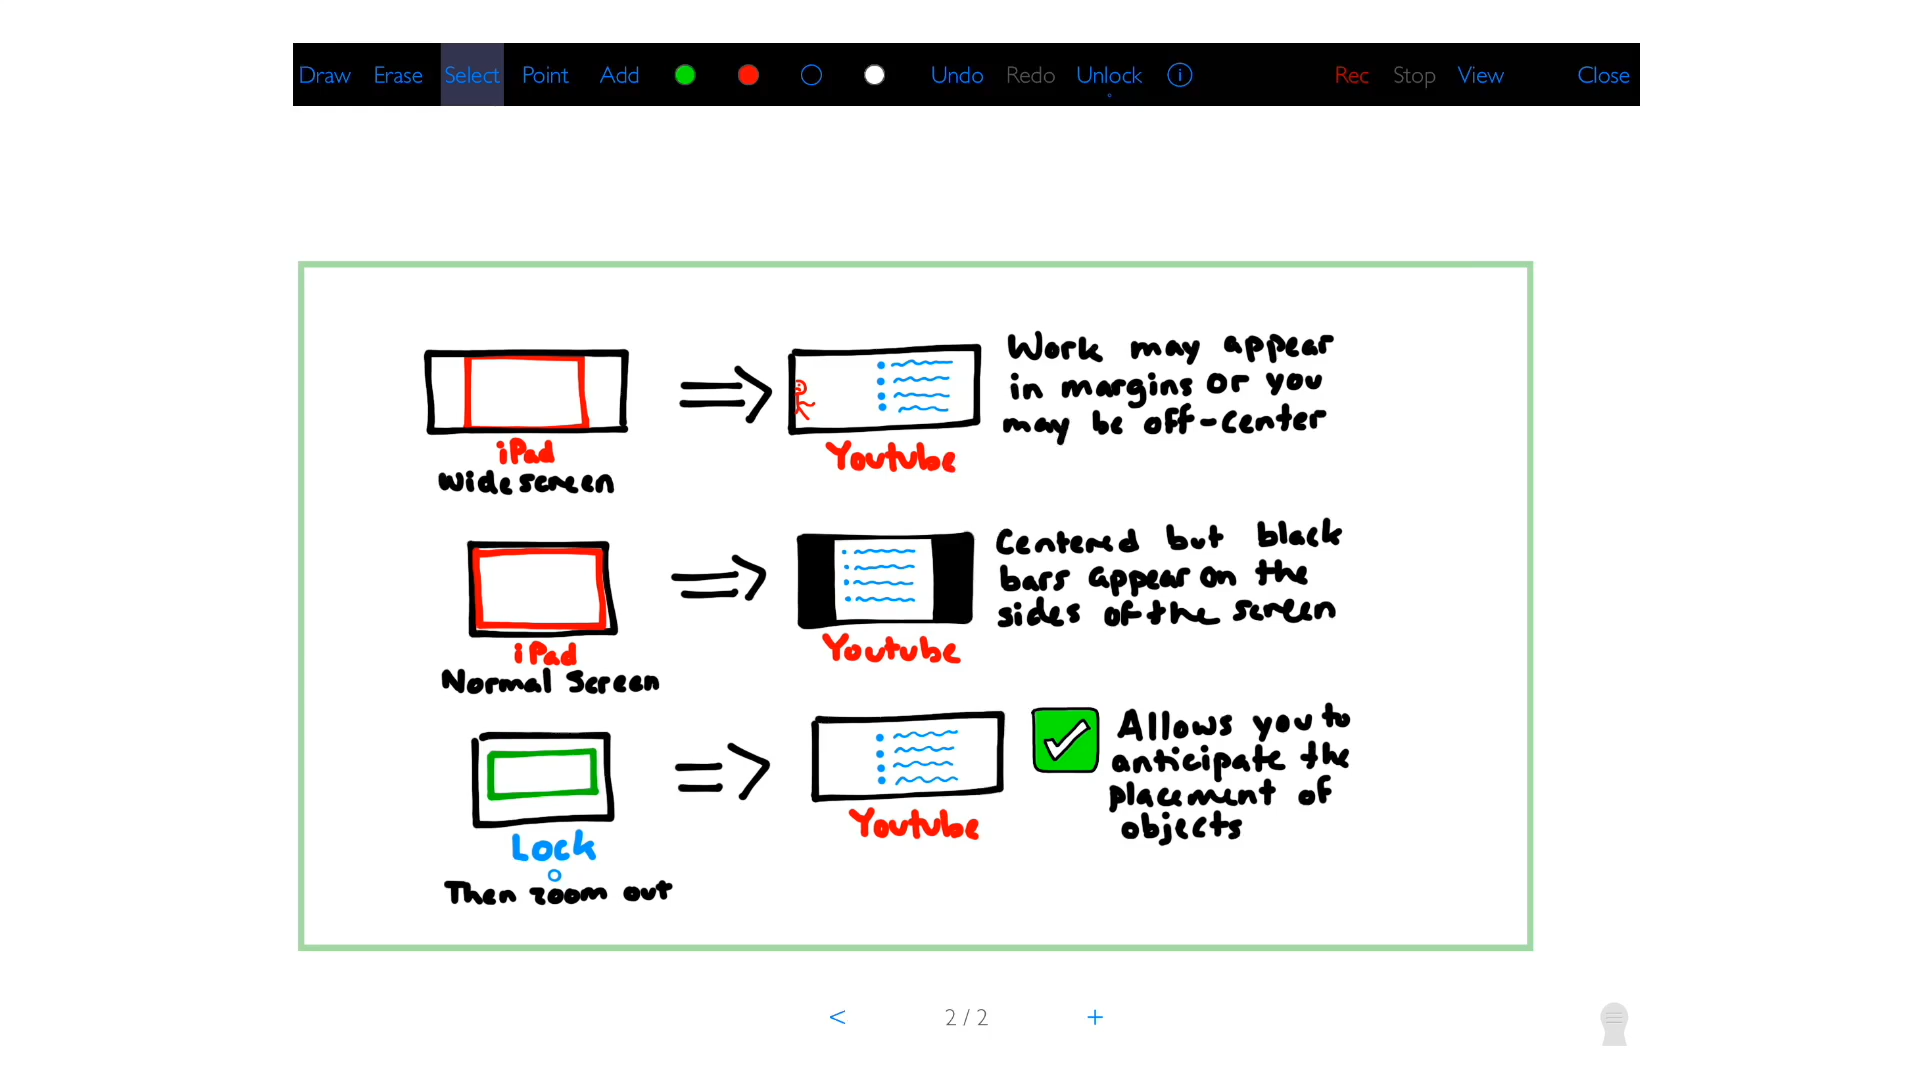 Draw Erase Select Point Add Undo Redo Unlock i Rec Stop View Close
Work may appear
in margins or you
may be off-center
iPad
Widescreen
Youtube
Centered but black
bars appear on the
sides of the screen
iPad
Normal Screen
Youtube
Allows you to
anticipate the
placement of
objects
Lock
Then zoom out
Youtube
< 2 / 2 +